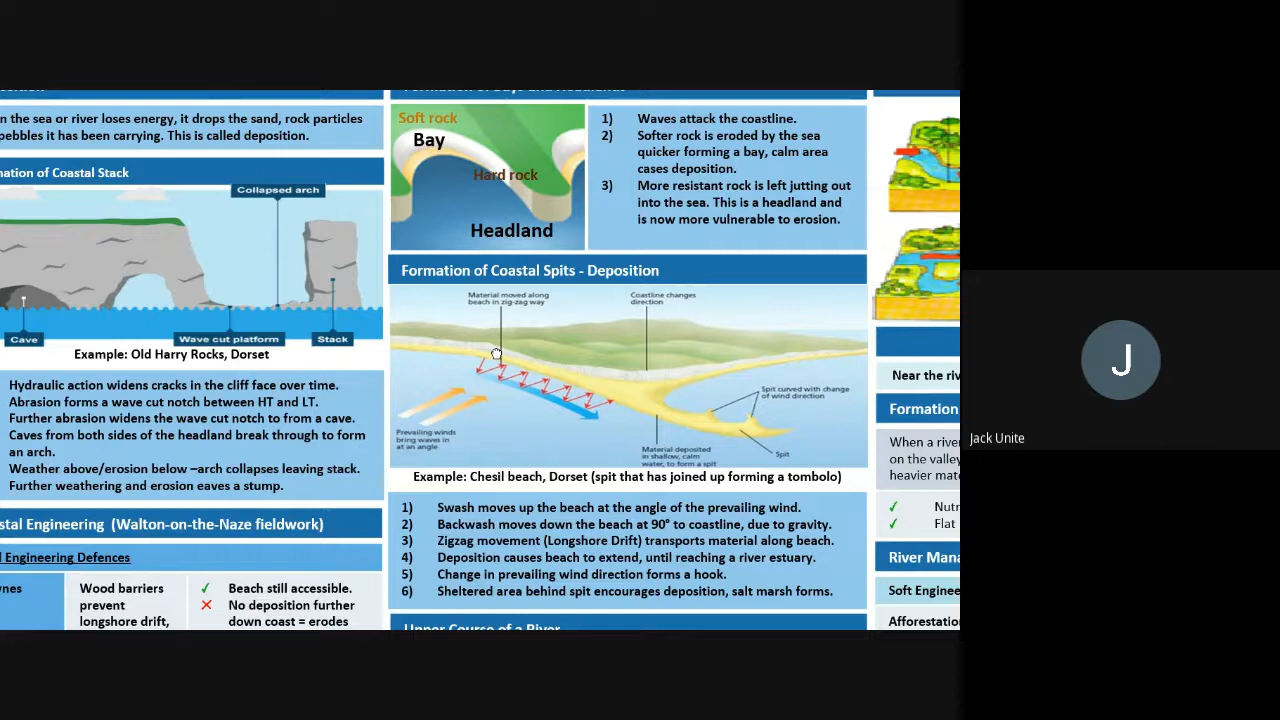 n the sea or river loses energy, it drops the sand, rock particles
pebbles it has been carrying. This is called deposition.
mation of Coastal Stack
Collapsed arch
Cave
Wave cut platform
Stack
Example: Old Harry Rocks, Dorset
Hydraulic action widens cracks in the cliff face over time.
Abrasion forms a wave cut notch between HT and LT.
Further abrasion widens the wave cut notch to from a cave.
Caves from both sides of the headland break through to form
an arch.
Weather above/erosion below –arch collapses leaving stack.
Further weathering and erosion eaves a stump.
stal Engineering (Walton-on-the-Naze fieldwork)
l Engineering Defences
ynes
Wood barriers
prevent
longshore drift,
✓ Beach still accessible.
✕ No deposition further
down coast = erodes
Soft rock
Bay
Hard rock
Headland
1) Waves attack the coastline.
2) Softer rock is eroded by the sea
quicker forming a bay, calm area
cases deposition.
3) More resistant rock is left jutting out
into the sea. This is a headland and
is now more vulnerable to erosion.
Formation of Coastal Spits - Deposition
Material moved along
beach in zig-zag way
Coastline changes
direction
Spit curved with change
of wind direction
Prevailing winds
bring waves in
at an angle
Material deposited
in shallow, calm
water, to form a spit
Spit
Example: Chesil beach, Dorset (spit that has joined up forming a tombolo)
1) Swash moves up the beach at the angle of the prevailing wind.
2) Backwash moves down the beach at 90° to coastline, due to gravity.
3) Zigzag movement (Longshore Drift) transports material along beach.
4) Deposition causes beach to extend, until reaching a river estuary.
5) Change in prevailing wind direction forms a hook.
6) Sheltered area behind spit encourages deposition, salt marsh forms.
Upper Course of a River
Near the riv
Formation
When a river
on the valley
heavier mate
✓ Nutr
✓ Flat
River Mana
Soft Engine
Afforestatio
J
Jack Unite